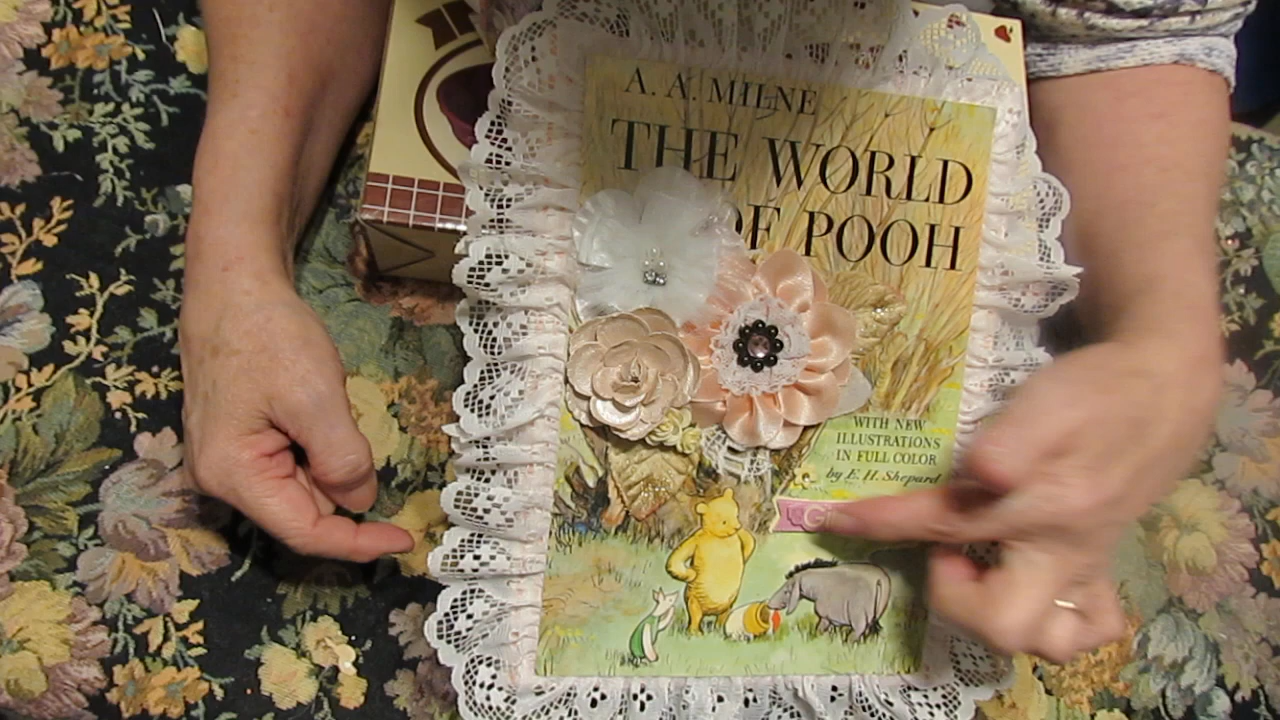 A. A. MILNE
THE WORLD
OF POOH
WITH NEW
ILLUSTRATIONS
IN FULL COLOR
by E. H. Shepard